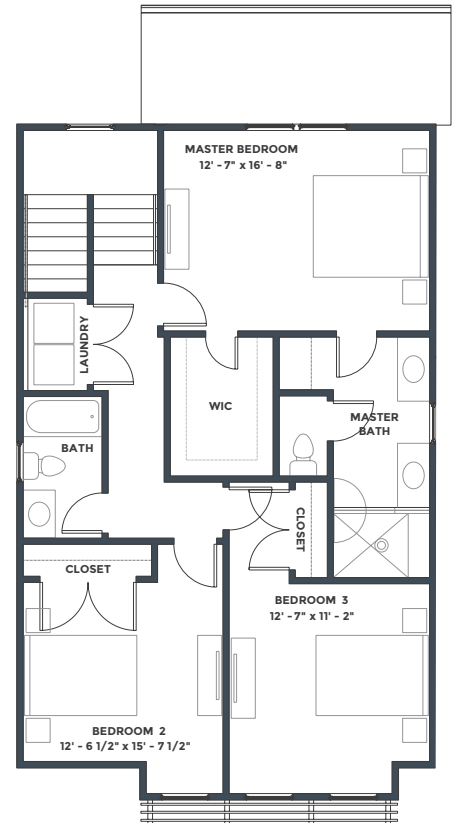 MASTER BEDROOM
12' - 7" x 16' - 8"
LAUNDRY
WIC
MASTER
BATH
BATH
CLOSET
CLOSET
BEDROOM 3
12' - 7" x 11' - 2"
BEDROOM 2
12' - 6 1/2" x 15' - 7 1/2"